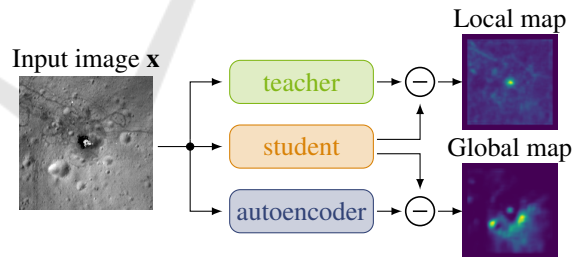 Local map
Input image x
teacher
student
Global map
autoencoder